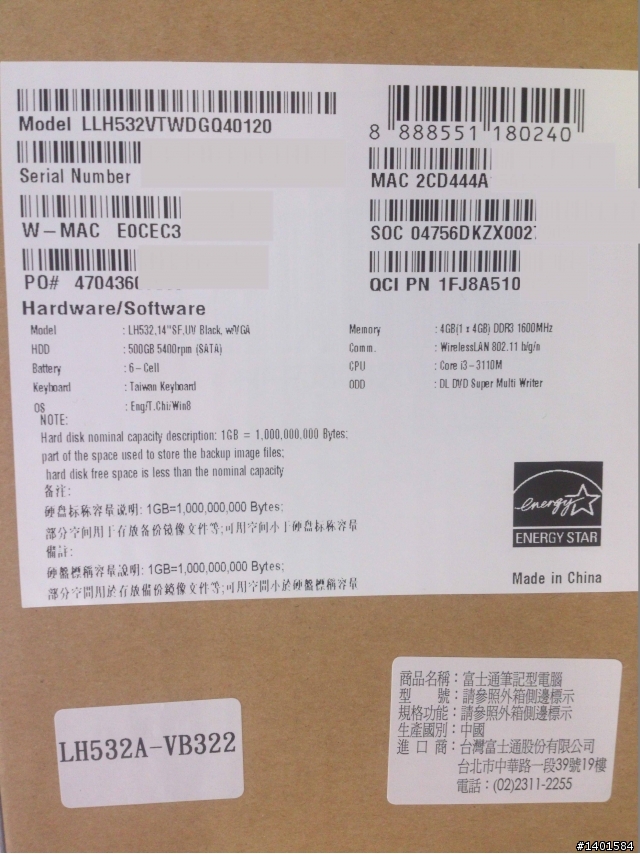 Model LLH532VTWDGQ40120
8 888551 180240
Serial Number
MAC 2CD444A
W-MAC E0CEC3
SOC 04756DKZX002
PO# 470436
QCI PN 1FJ8A510
Hardware/Software
Model : LH532,14"SF,UV Black, w/VGA
HDD : 500GB 5400rpm (SATA)
Battery : 6-Cell
Keyboard : Taiwan Keyboard
OS : Eng/T.Chi/Win8
Memory : 4GB(1 x 4GB) DDR3 1600MHz
Comm. : WirelessLAN 802.11 b/g/n
CPU : Core i3-3110M
ODD : DL DVD Super Multi Writer
NOTE:
Hard disk nominal capacity description: 1GB = 1,000,000,000 Bytes;
part of the space used to store the backup image files;
hard disk free space is less than the nominal capacity
备注:
硬盘标称容量说明: 1GB=1,000,000,000 Bytes;
部分空间用于存放备份镜像文件等;可用空间小于硬盘标称容量
備註:
硬盤標稱容量說明: 1GB=1,000,000,000 Bytes;
部分空間用於存放備份鏡像文件等;可用空間小於硬盤標稱容量
energy
ENERGY STAR
Made in China
LH532A-VB322
商品名稱：富士通筆記型電腦
型 號：請參照外箱側邊標示
規格功能：請參照外箱側邊標示
生產國別：中國
進 口 商：台灣富士通股份有限公司
台北市中華路一段39號19樓
電話：(02)2311-2255
#1401584